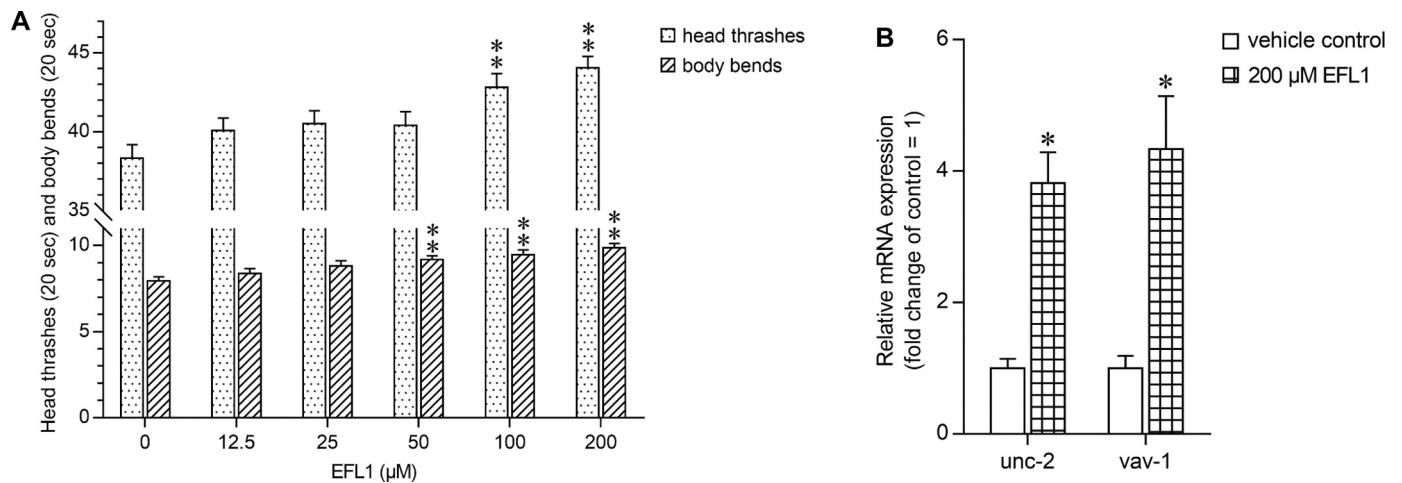 A
Head thrashes (20 sec) and body bends (20 sec)
45
40
35
10
5
0
** **
** ** **
0 12.5 25 50 100 200
EFL1 (µM)
head thrashes
body bends
B
Relative mRNA expression
(fold change of control = 1)
6
4
2
0
* *
unc-2 vav-1
vehicle control
200 µM EFL1